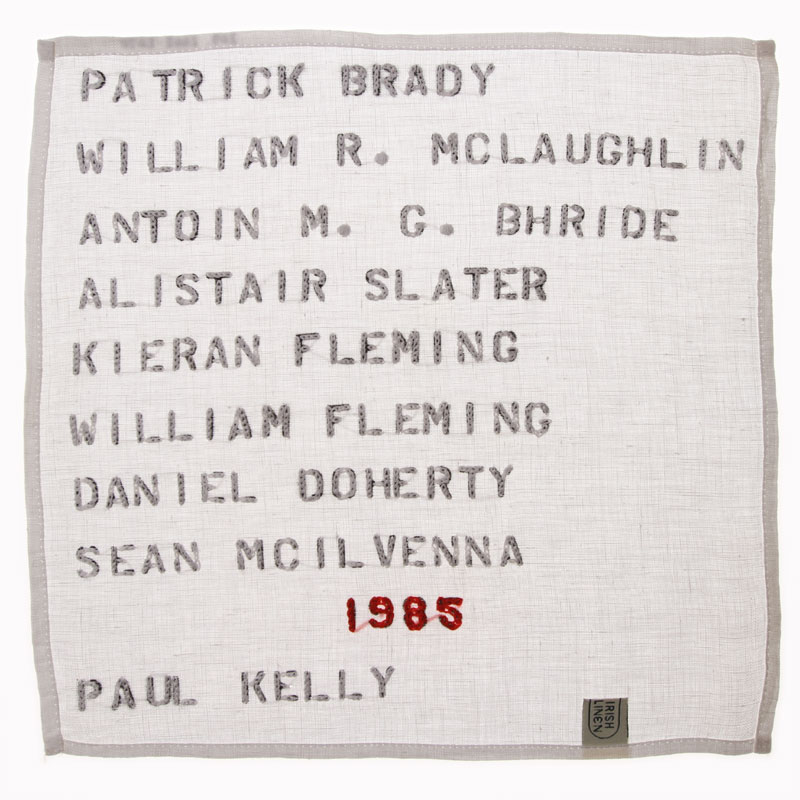 PATRICK BRADY
WILLIAM R. MCLAUGHLIN
ANTOIN M. G. BHRIDE
ALISTAIR SLATER
KIERAN FLEMING
WILLIAM FLEMING
DANIEL DOHERTY
SEAN MCILVENNA
1985
PAUL KELLY
IRISH
LINEN